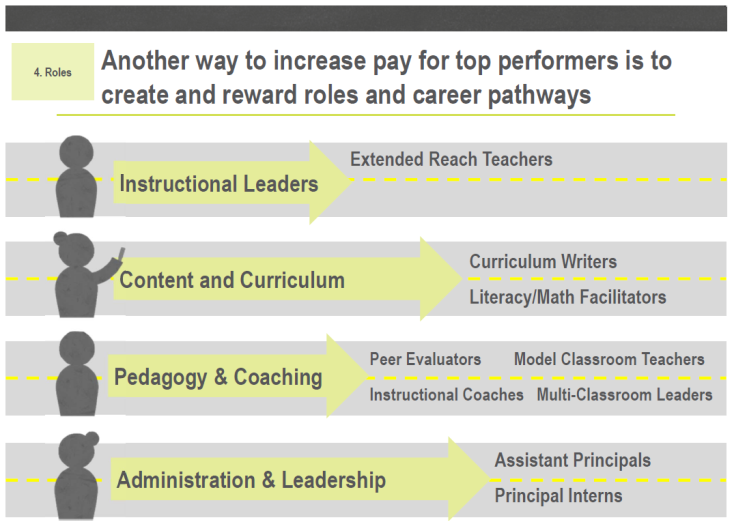 4. Roles
Another way to increase pay for top performers is to
create and reward roles and career pathways
Instructional Leaders
Extended Reach Teachers
Content and Curriculum
Curriculum Writers
Literacy/Math Facilitators
Pedagogy & Coaching
Peer Evaluators Model Classroom Teachers
Instructional Coaches Multi-Classroom Leaders
Administration & Leadership
Assistant Principals
Principal Interns